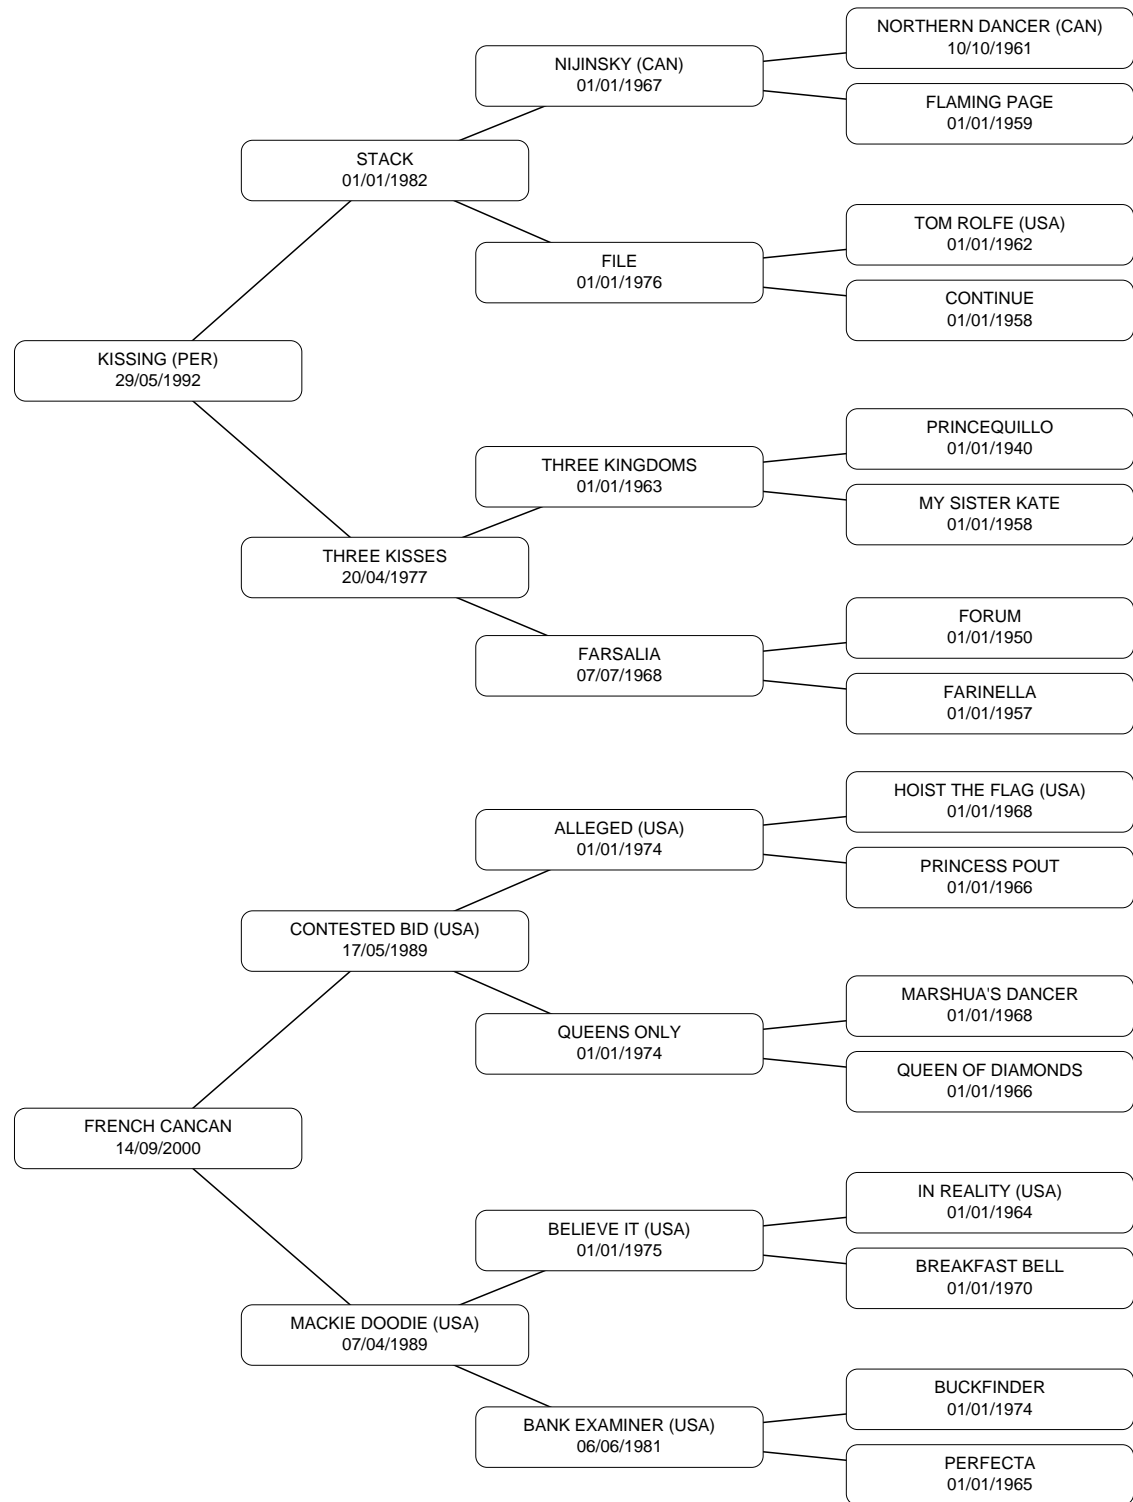 NORTHERN DANCER (CAN)
10/10/1961
NIJINSKY (CAN)
01/01/1967
FLAMING PAGE
01/01/1959
STACK
01/01/1982
TOM ROLFE (USA)
01/01/1962
FILE
01/01/1976
CONTINUE
01/01/1958
KISSING (PER)
29/05/1992
PRINCEQUILLO
01/01/1940
THREE KINGDOMS
01/01/1963
MY SISTER KATE
01/01/1958
THREE KISSES
20/04/1977
FORUM
01/01/1950
FARSALIA
07/07/1968
FARINELLA
01/01/1957
HOIST THE FLAG (USA)
01/01/1968
ALLEGED (USA)
01/01/1974
PRINCESS POUT
01/01/1966
CONTESTED BID (USA)
17/05/1989
MARSHUA'S DANCER
01/01/1968
QUEENS ONLY
01/01/1974
QUEEN OF DIAMONDS
01/01/1966
FRENCH CANCAN
14/09/2000
IN REALITY (USA)
01/01/1964
BELIEVE IT (USA)
01/01/1975
BREAKFAST BELL
01/01/1970
MACKIE DOODIE (USA)
07/04/1989
BUCKFINDER
01/01/1974
BANK EXAMINER (USA)
06/06/1981
PERFECTA
01/01/1965